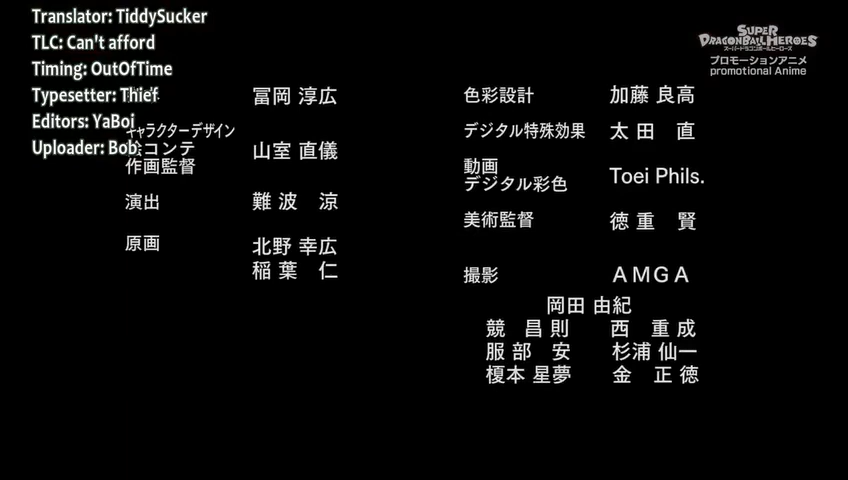 Translator: TiddySucker
TLC: Can't afford
Timing: OutOfTime
Typesetter: Thief
Editors: YaBoi
Uploader: Bob
SUPER
DRAGONBALL HEROES
スーパードラゴンボールヒーローズ
プロモーションアニメ
promotional Anime
冨岡 淳広
キャラクターデザイン
絵コンテ
作画監督
山室 直儀
演出
難波 涼
原画
北野 幸広
稲葉 仁
色彩設計
加藤 良高
デジタル特殊効果
太田 直
動画
デジタル彩色
Toei Phils.
美術監督
徳重 賢
撮影
AMGA
岡田 由紀
競 昌則
西 重成
服部 安
杉浦 仙一
榎本 星夢
金 正徳